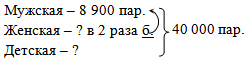 Мужская – 8 900 пар.
Женская – ? в 2 раза б. 40 000 пар.
Детская – ?